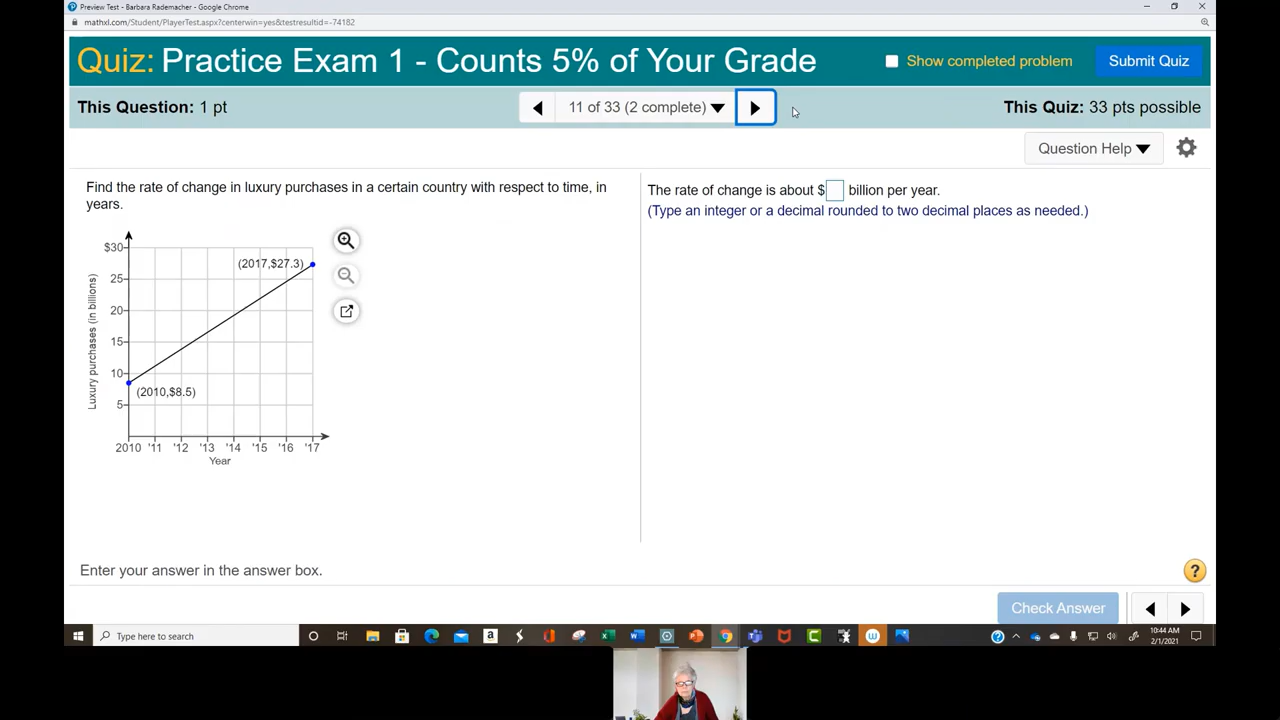 Preview Test - Barbara Rademacher - Google Chrome
mathxl.com/Student/PlayerTest.aspx?centerwin=yes&testresultid=-74182
Quiz: Practice Exam 1 - Counts 5% of Your Grade
Show completed problem
Submit Quiz
This Question: 1 pt
11 of 33 (2 complete)
This Quiz: 33 pts possible
Question Help
Find the rate of change in luxury purchases in a certain country with respect to time, in
years.
$30
25
20
15
10
5
Luxury purchases (in billions)
(2017,$27.3)
(2010,$8.5)
2010 '11 '12 '13 '14 '15 '16 '17
Year
The rate of change is about $ billion per year.
(Type an integer or a decimal rounded to two decimal places as needed.)
Enter your answer in the answer box.
?
Check Answer
Type here to search
10:44 AM
2/1/2021